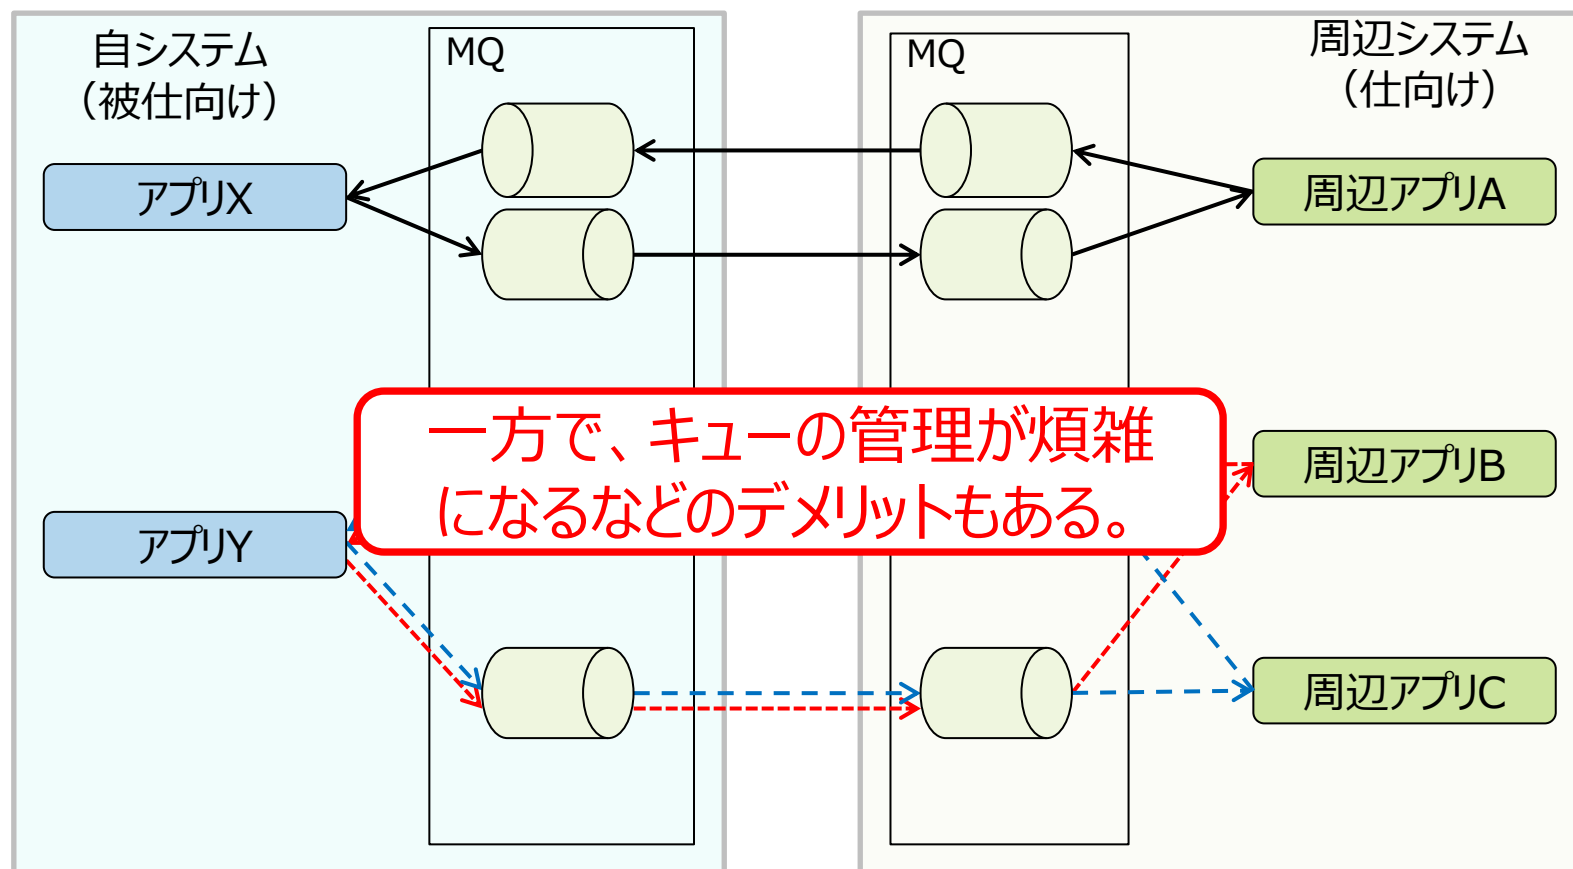 自システム
（被仕向け）
MQ
MQ
周辺システム
（仕向け）
アプリX
周辺アプリA
一方で、キューの管理が煩雑
になるなどのデメリットもある。
周辺アプリB
アプリY
周辺アプリC